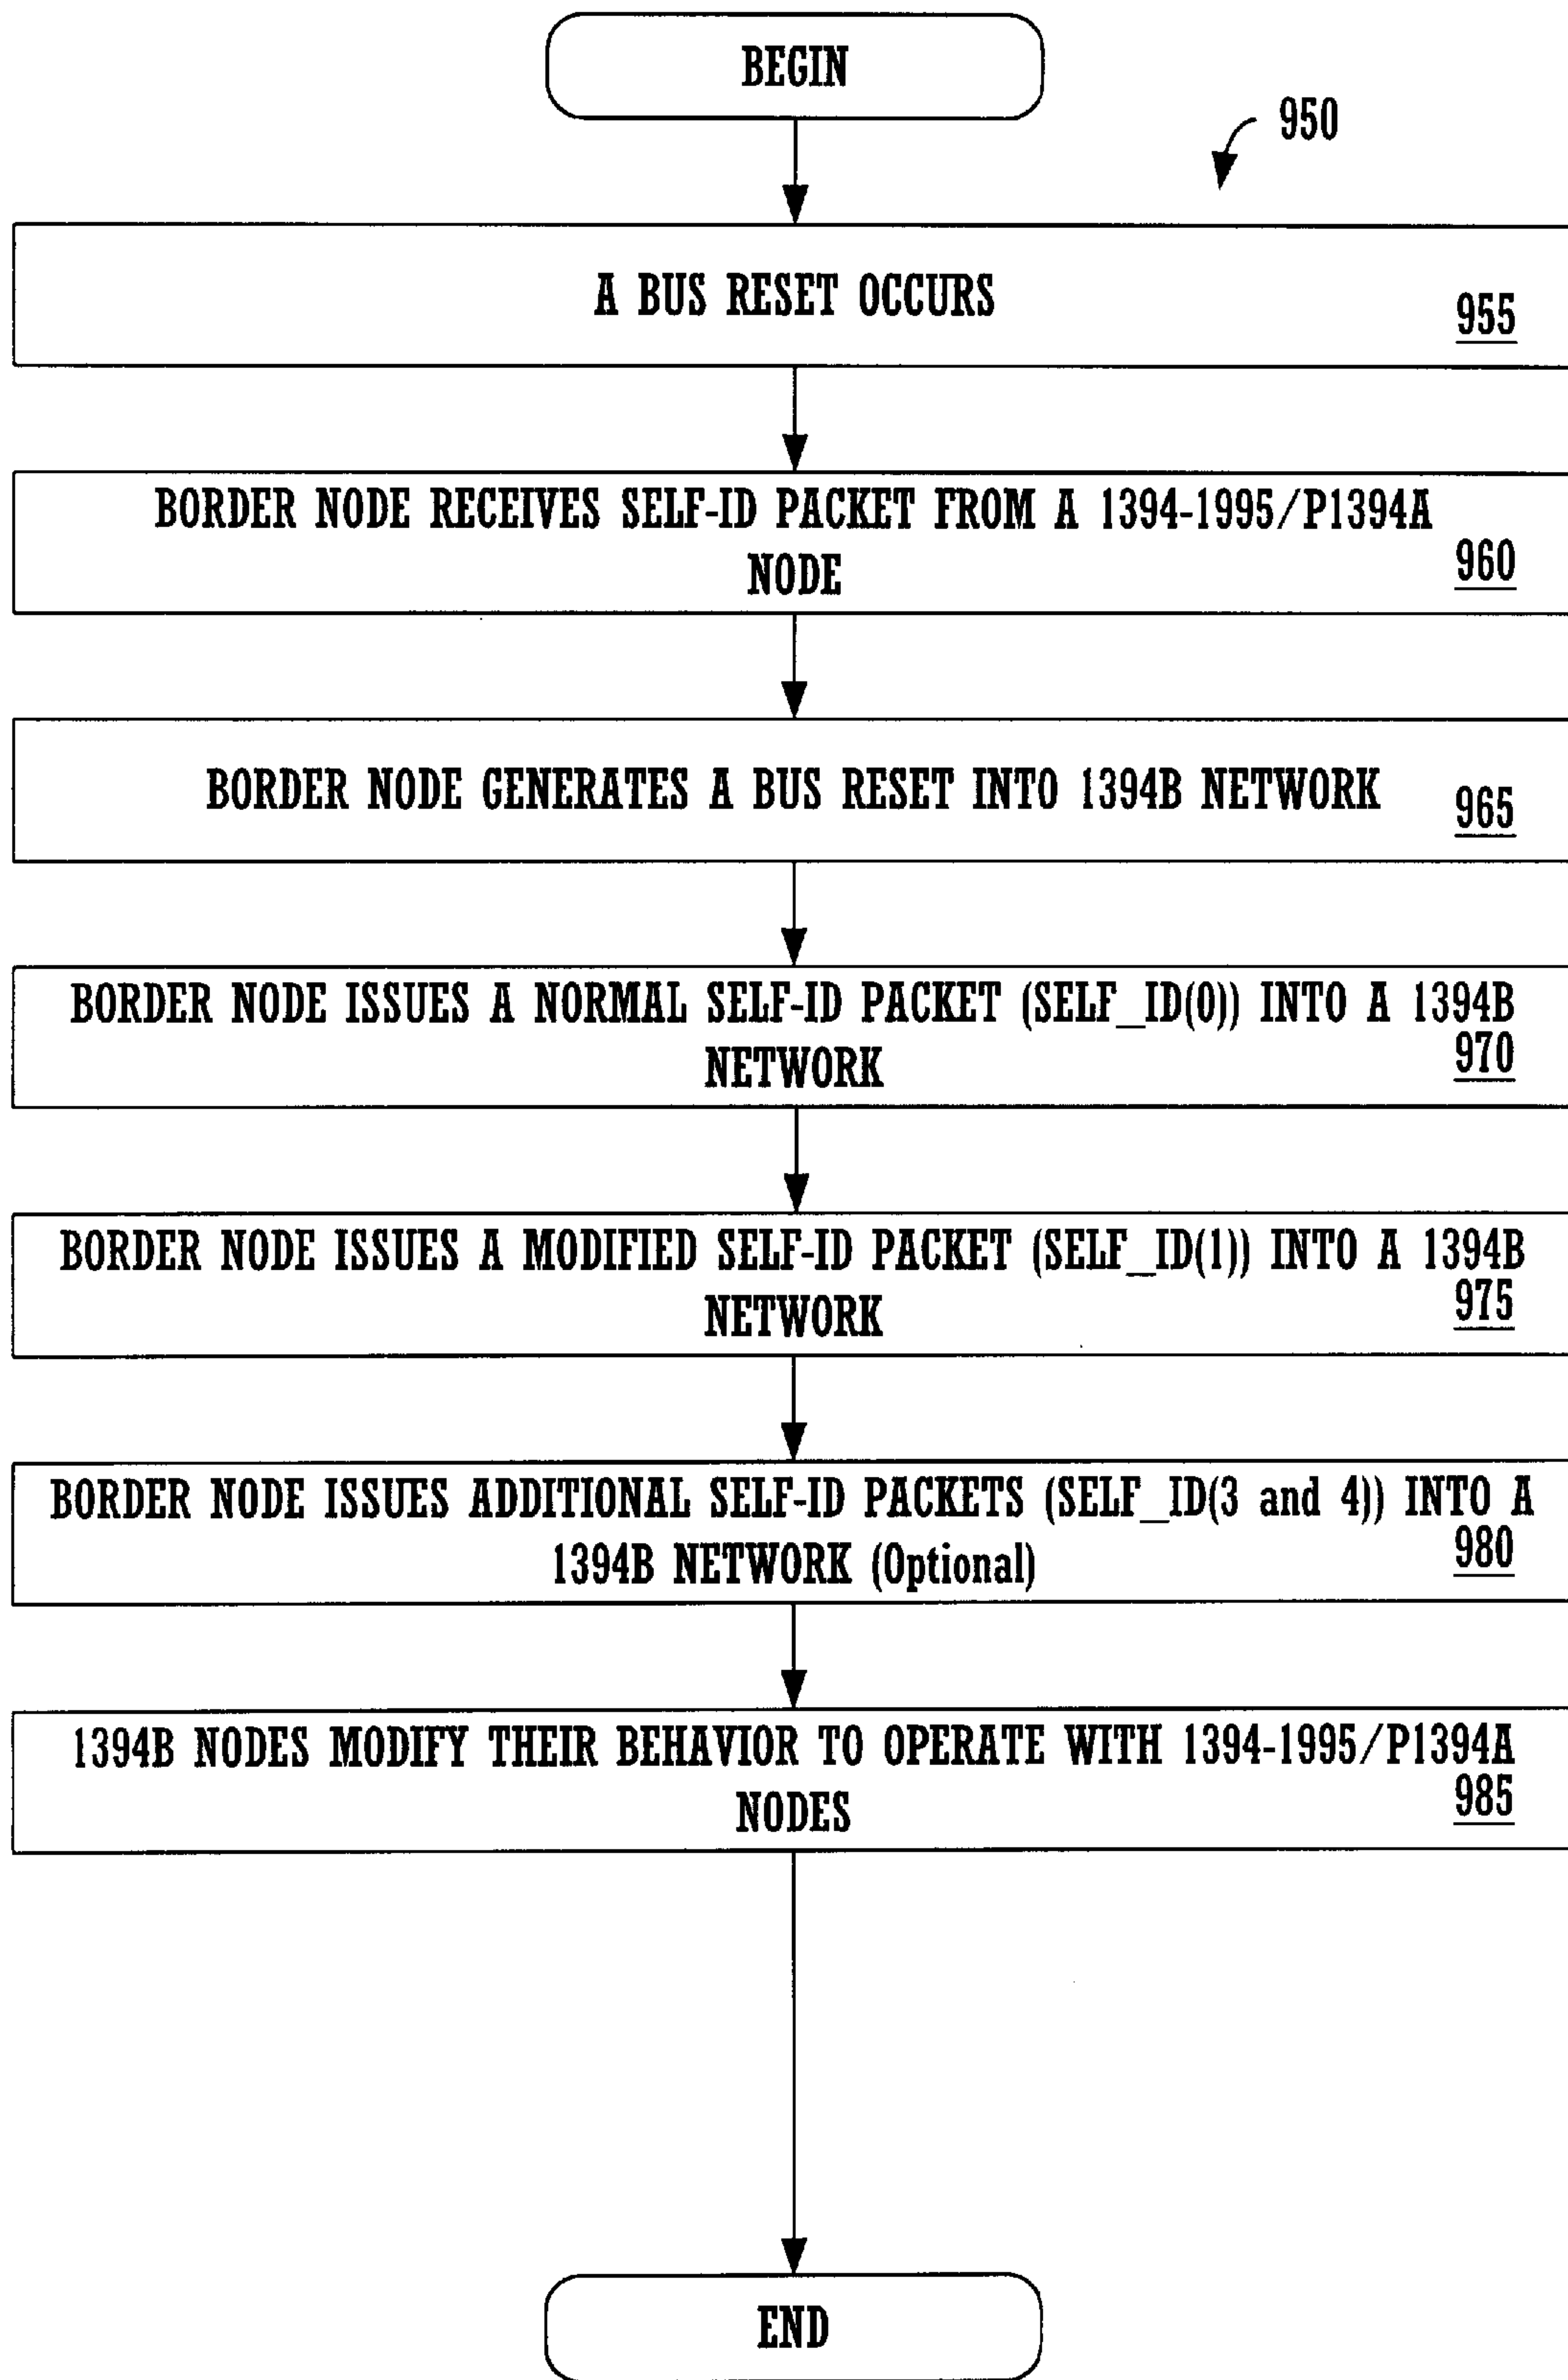 BEGIN
950
A BUS RESET OCCURS
955
BORDER NODE RECEIVES SELF-ID PACKET FROM A 1394-1995/P1394A
NODE
960
BORDER NODE GENERATES A BUS RESET INTO 1394B NETWORK
965
BORDER NODE ISSUES A NORMAL SELF-ID PACKET (SELF_ID(0)) INTO A 1394B
NETWORK
970
BORDER NODE ISSUES A MODIFIED SELF-ID PACKET (SELF_ID(1)) INTO A 1394B
NETWORK
975
BORDER NODE ISSUES ADDITIONAL SELF-ID PACKETS (SELF_ID(3 and 4)) INTO A
1394B NETWORK (Optional)
980
1394B NODES MODIFY THEIR BEHAVIOR TO OPERATE WITH 1394-1995/P1394A
NODES
985
END